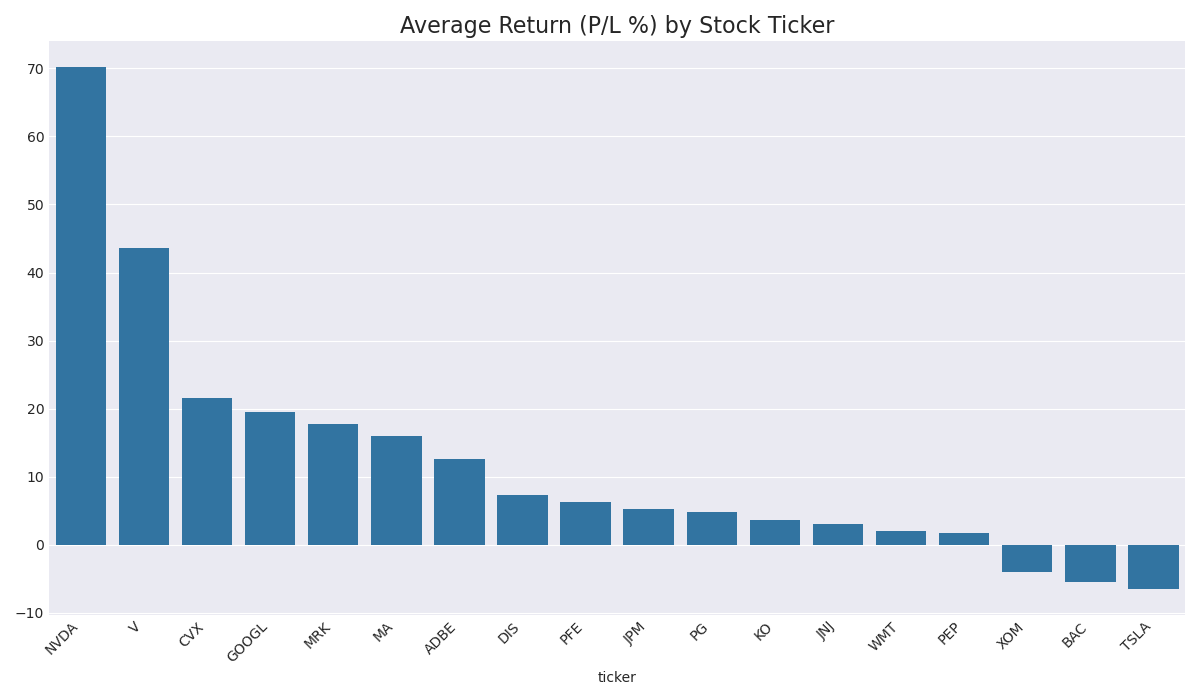 Average Return (P/L %) by Stock Ticker
70
60
50
40
30
20
10
0
−10
NVDA
V
CVX
GOOGL
MRK
MA
ADBE
DIS
PFE
JPM
PG
KO
JNJ
WMT
PEP
XOM
BAC
TSLA
ticker